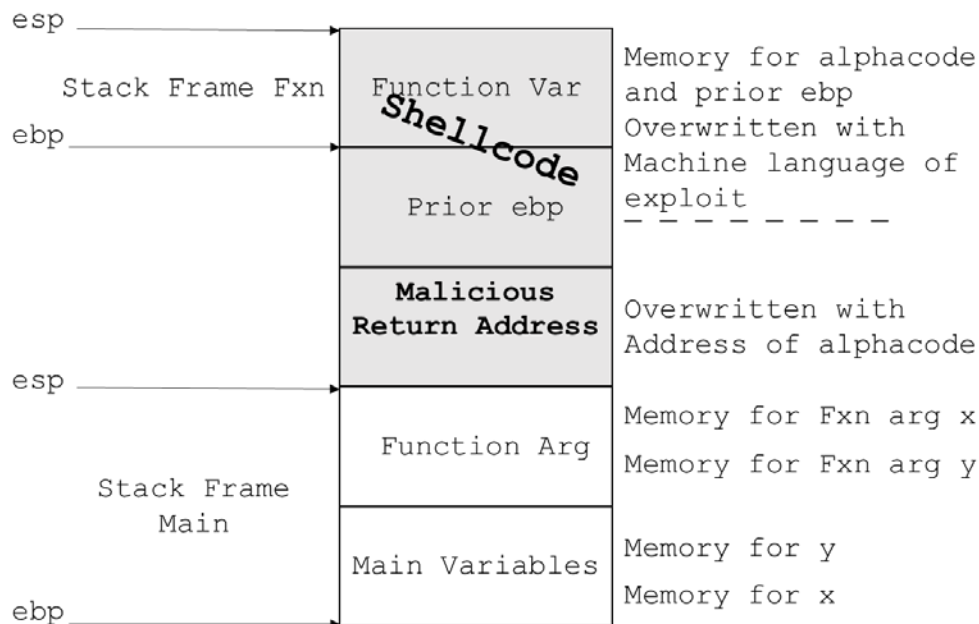 esp
Stack Frame Fxn
ebp
Function Var
Shellcode
Prior ebp
Memory for alphacode
and prior ebp
Overwritten with
Machine language of
exploit
Malicious
Return Address
Overwritten with
Address of alphacode
esp
Stack Frame
Main
ebp
Function Arg
Memory for Fxn arg x
Memory for Fxn arg y
Main Variables
Memory for y
Memory for x